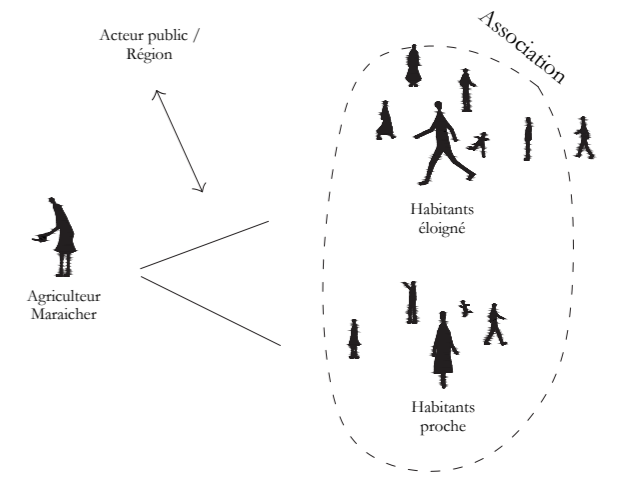 Acteur public /
Région
Association
Habitants
éloigné
Agriculteur
Maraicher
Habitants
proche